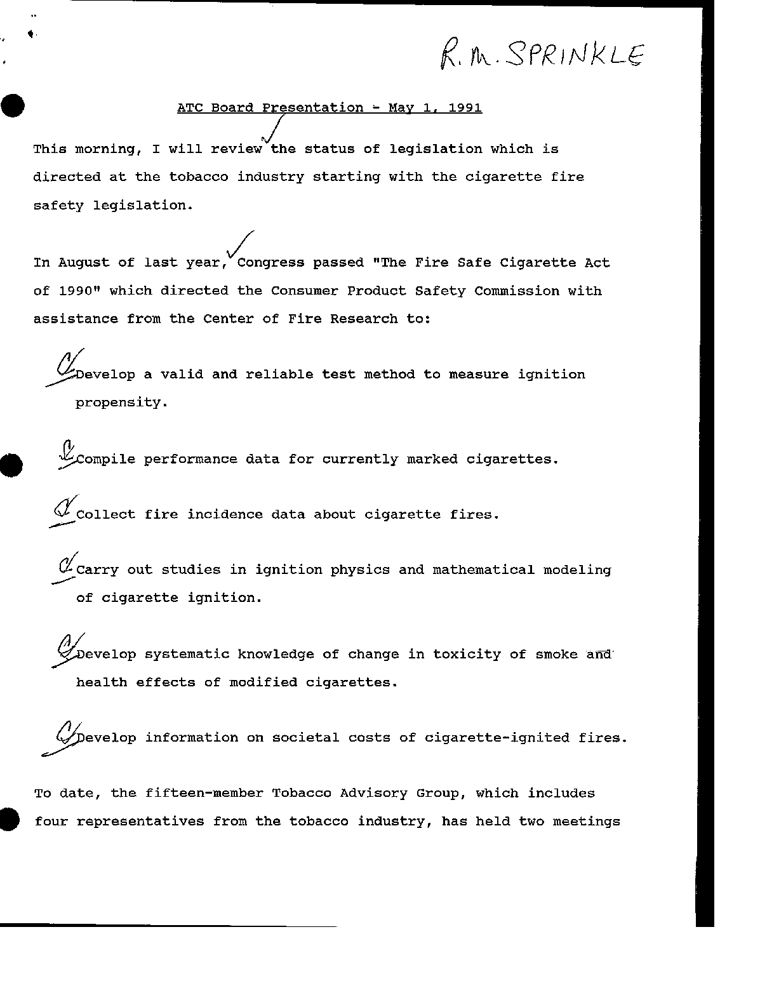 R. M. SPRINKLE
ATC Board Presentation - May 1, 1991
This morning, I will review the status of legislation which is
directed at the tobacco industry starting with the cigarette fire
safety legislation.
In August of last year, Congress passed "The Fire Safe Cigarette Act
of 1990" which directed the Consumer Product Safety Commission with
assistance from the Center of Fire Research to:
Develop a valid and reliable test method to measure ignition
propensity.
Compile performance data for currently marked cigarettes.
Collect fire incidence data about cigarette fires.
Carry out studies in ignition physics and mathematical modeling
of cigarette ignition.
Develop systematic knowledge of change in toxicity of smoke and
health effects of modified cigarettes.
Develop information on societal costs of cigarette-ignited fires.
To date, the fifteen-member Tobacco Advisory Group, which includes
four representatives from the tobacco industry, has held two meetings